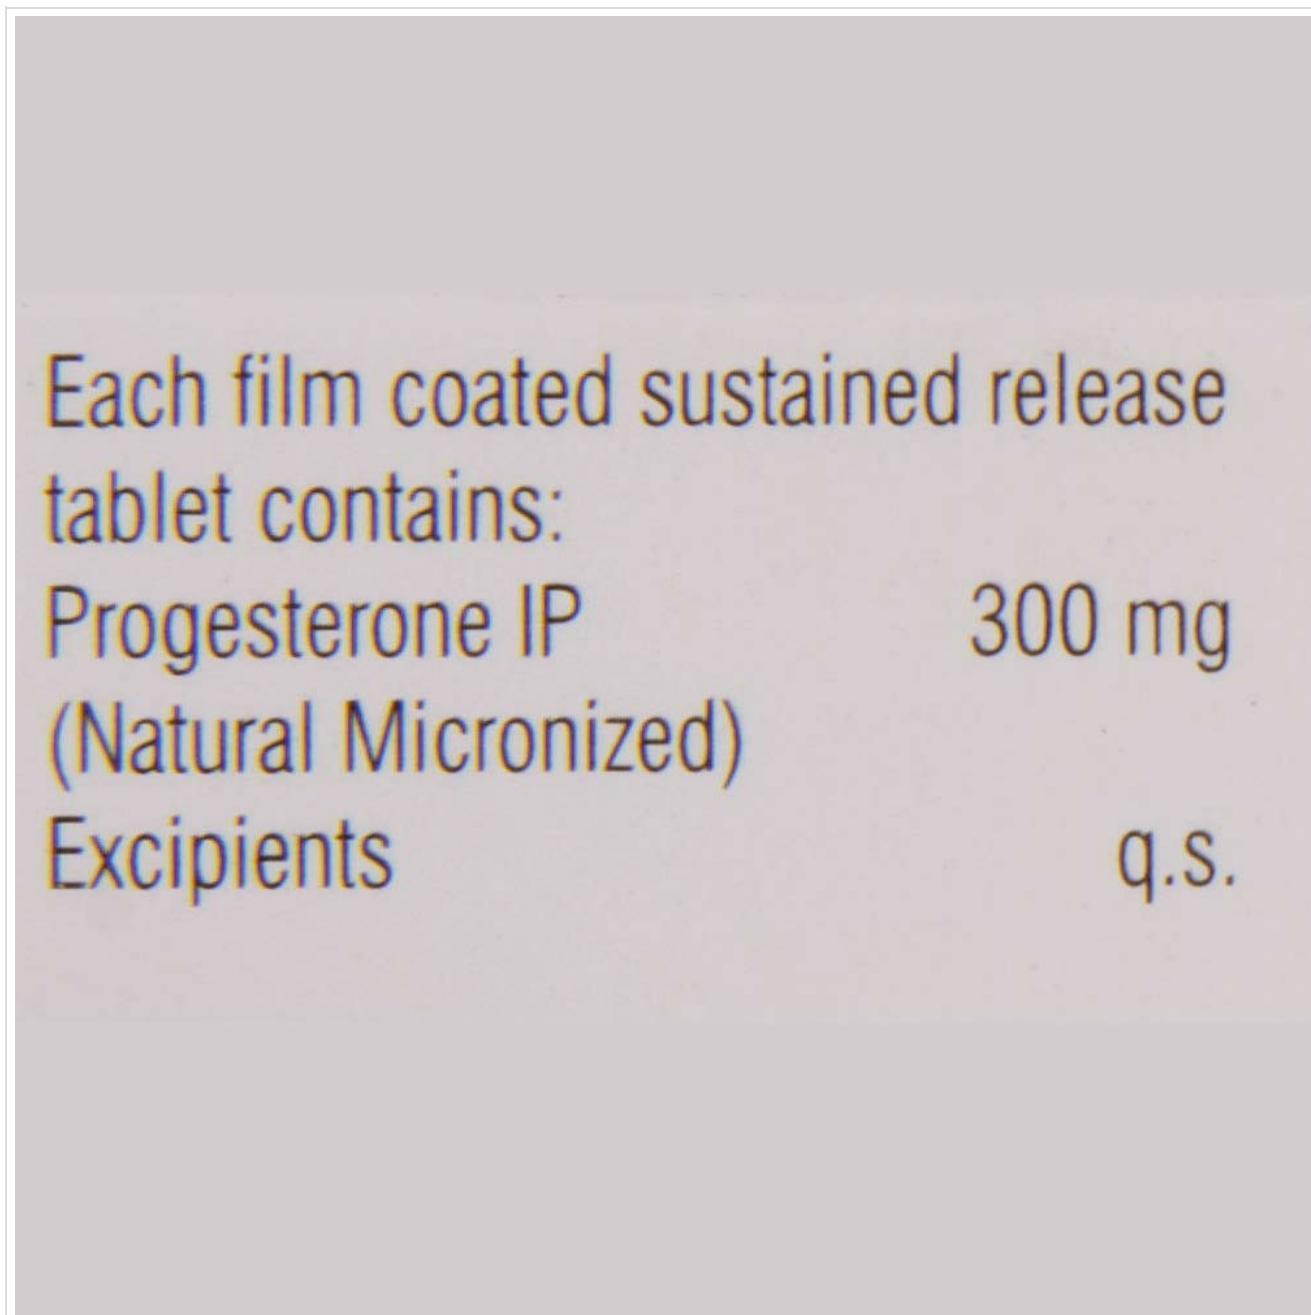 Each film coated sustained release
tablet contains:
Progesterone IP 300 mg
(Natural Micronized)
Excipients q.s.